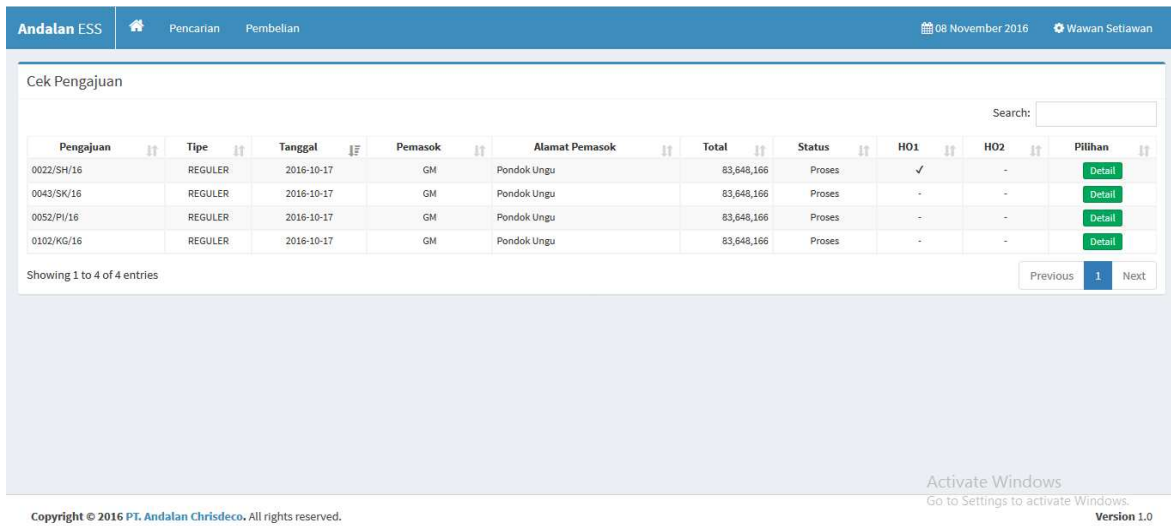 Andalan ESS Pencarian Pembelian 08 November 2016 Wawan Setiawan
Cek Pengajuan
Search:
Pengajuan Tipe Tanggal Pemasok Alamat Pemasok Total Status HO1 HO2 Pilihan
0022/SH/16 REGULER 2016-10-17 GM Pondok Ungu 83,648,166 Proses ✓ - Detail
0043/SK/16 REGULER 2016-10-17 GM Pondok Ungu 83,648,166 Proses - - Detail
0052/PI/16 REGULER 2016-10-17 GM Pondok Ungu 83,648,166 Proses - - Detail
0102/KG/16 REGULER 2016-10-17 GM Pondok Ungu 83,648,166 Proses - - Detail
Showing 1 to 4 of 4 entries Previous 1 Next
Activate Windows
Go to Settings to activate Windows.
Copyright © 2016 PT. Andalan Chrisdeco. All rights reserved. Version 1.0